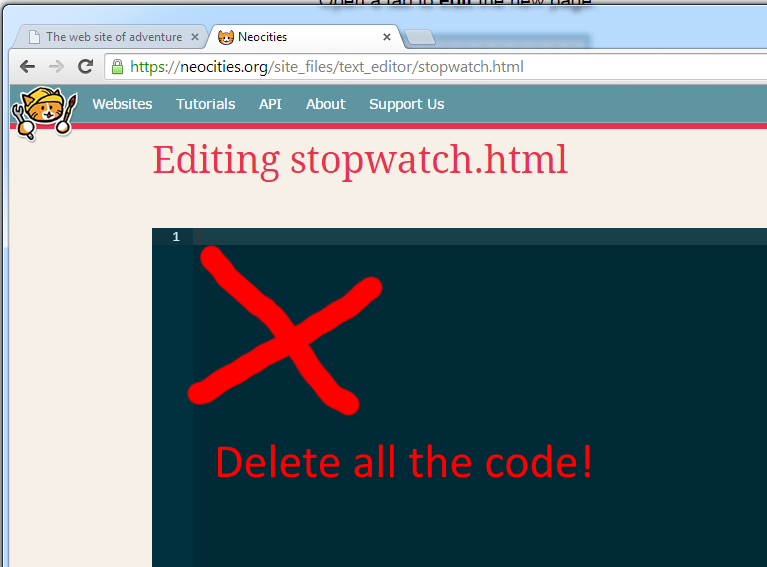 Open a tab to edit the new page
The web site of adventure
Neocities
https://neocities.org/site_files/text_editor/stopwatch.html
Websites Tutorials API About Support Us
Editing stopwatch.html
1
Delete all the code!